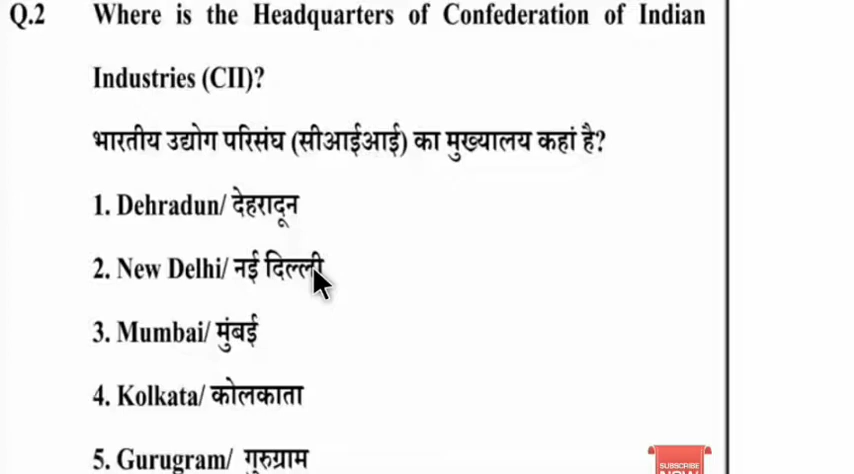 Q.2 Where is the Headquarters of Confederation of Indian
Industries (CII)?
भारतीय उद्योग परिसंघ (सीआईआई) का मुख्यालय कहां है?
1. Dehradun/ देहरादून
2. New Delhi/ नई दिल्ली
3. Mumbai/ मुंबई
4. Kolkata/ कोलकाता
5. Gurugram/ गुरुग्राम
SUBSCRIBE
NOW